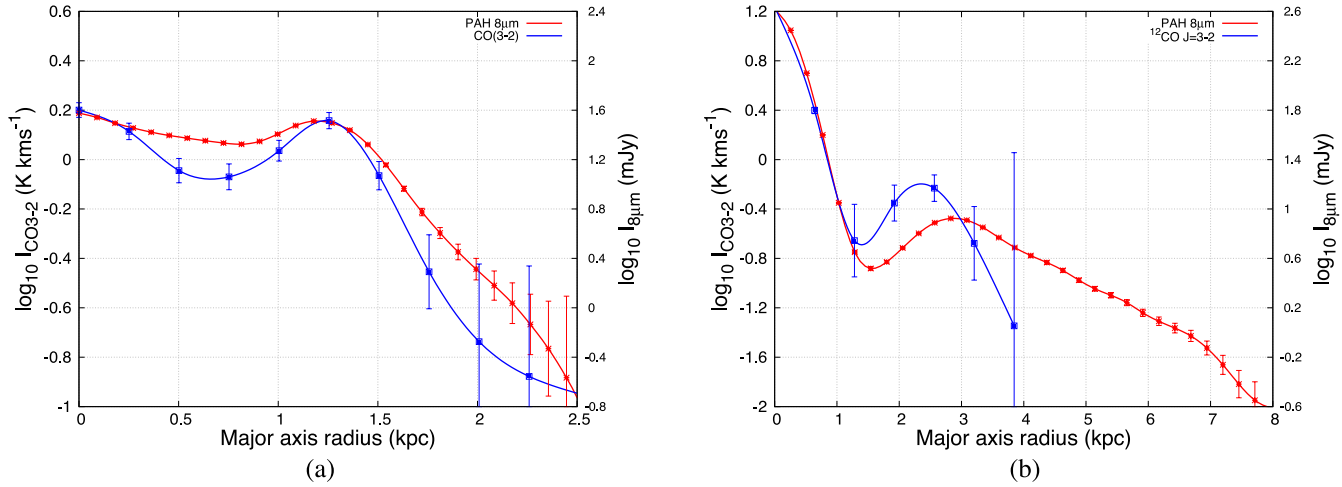 PAH 8μm
CO(3-2)
log10 ICO3-2 (K kms-1)
0.6
0.4
0.2
0
-0.2
-0.4
-0.6
-0.8
-1
2.4
2
1.6
1.2
0.8
0.4
0
-0.4
-0.8
log10 I8μm (mJy)
0 0.5 1 1.5 2 2.5
Major axis radius (kpc)
(a)
PAH 8μm
12CO J=3-2
log10 ICO3-2 (K kms-1)
1.2
0.8
0.4
0
-0.4
-0.8
-1.2
-1.6
-2
2.6
2.2
1.8
1.4
1
0.6
0.2
-0.2
-0.6
log10 I8μm (mJy)
0 1 2 3 4 5 6 7 8
Major axis radius (kpc)
(b)